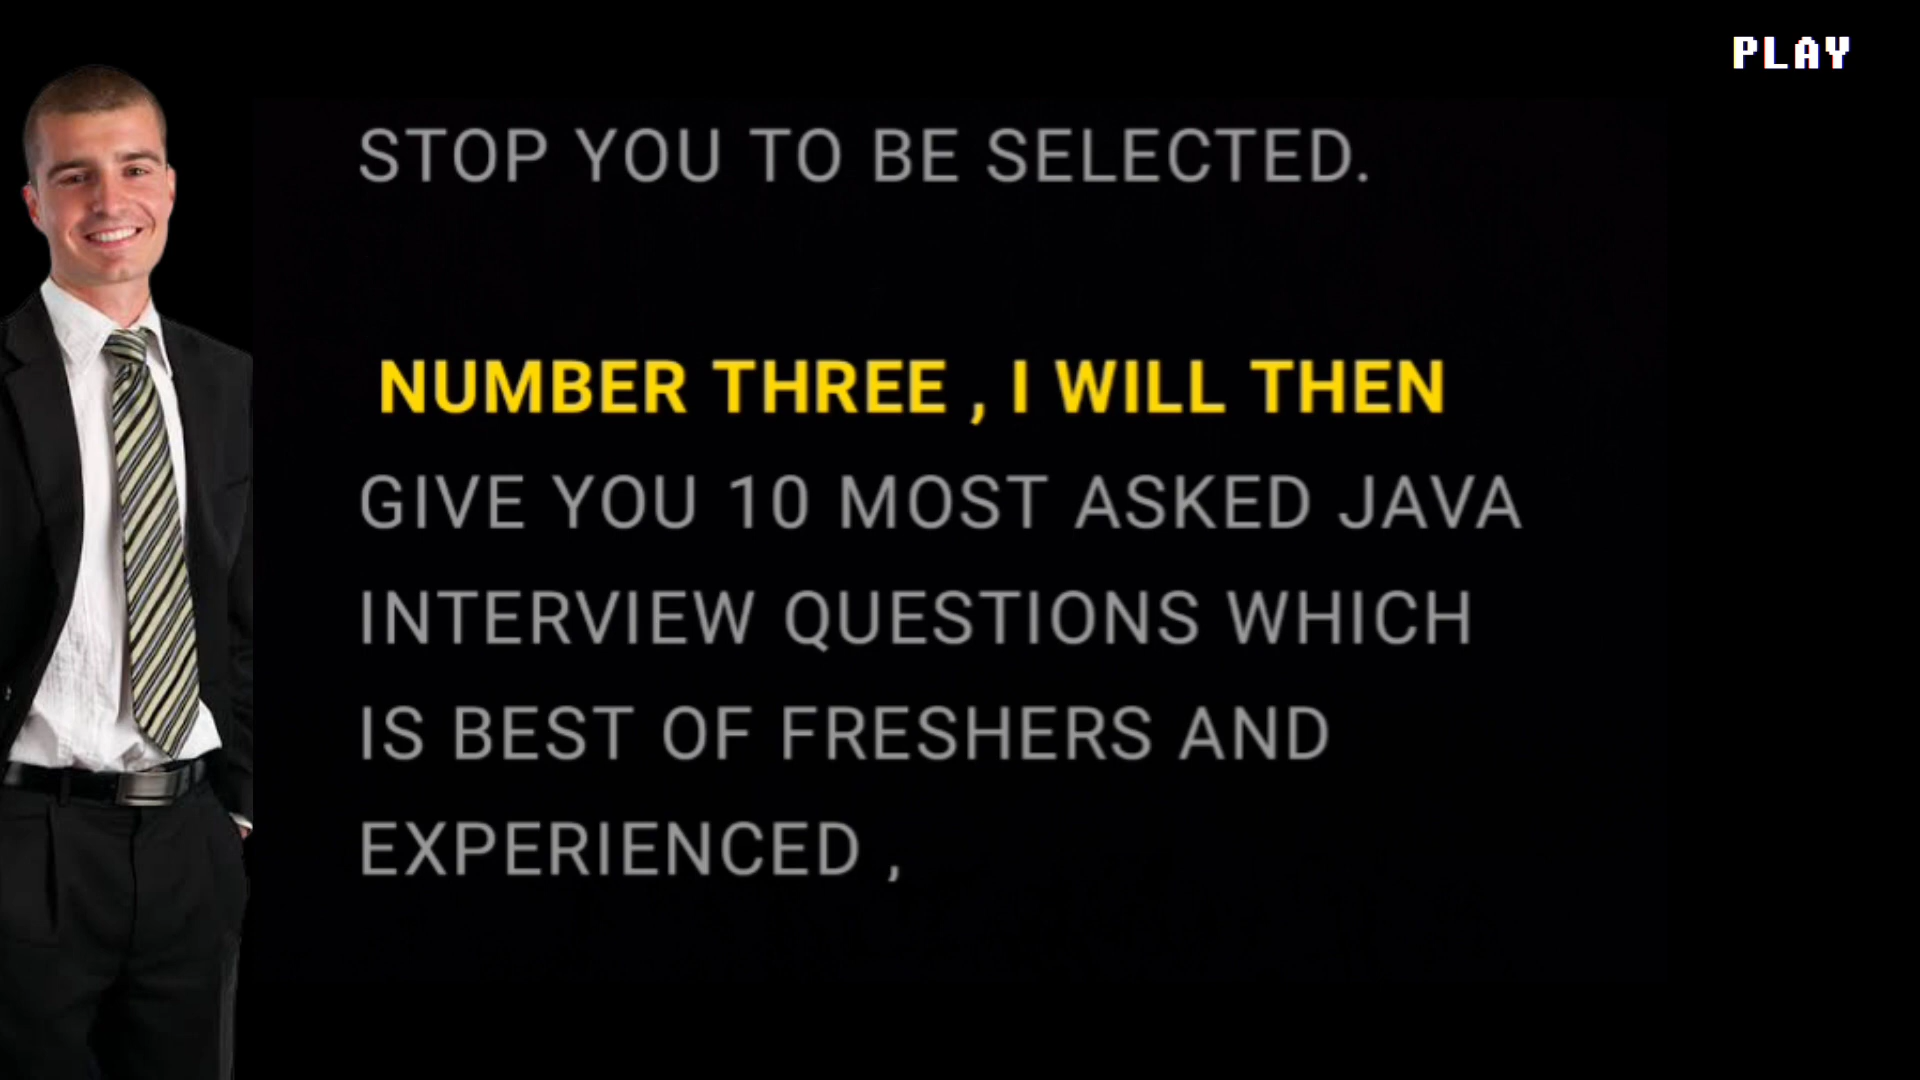 PLAY
STOP YOU TO BE SELECTED.
NUMBER THREE , I WILL THEN
GIVE YOU 10 MOST ASKED JAVA
INTERVIEW QUESTIONS WHICH
IS BEST OF FRESHERS AND
EXPERIENCED ,